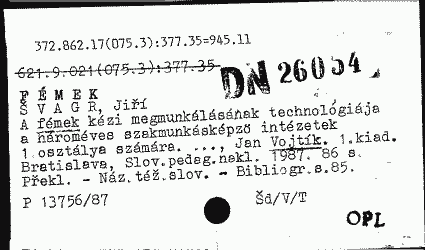 372.862.17(075.3):377.35=945.11
621.9.021(075.3):377.35
DN 26054
FÉMEK
ŠVAGR, Jiří
A fémek kézi megmunkálásának technológiája
a hároméves szakmunkásképző intézetek
1.osztálya számára. ..., Jan Vojtík. 1.kiad.
Bratislava, Slov.pedag.nakl. 1987. 86 s.
Překl. - Náz.též.slov. - Bibliogr.s.85.
P 13756/87
Šd/V/T
OPL